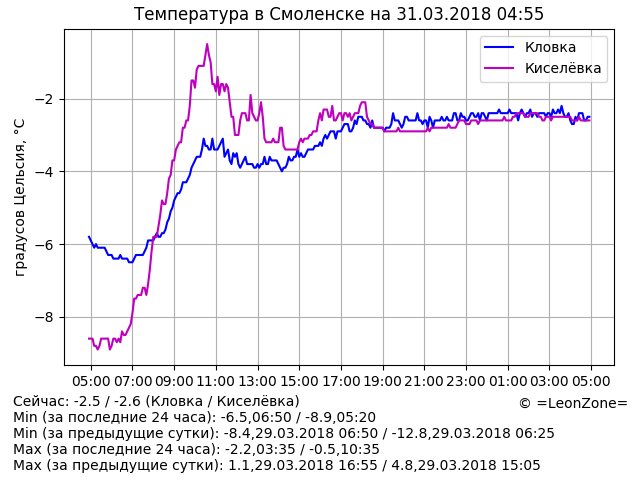 Температура в Смоленске на 31.03.2018 04:55
Кловка
Киселёвка
градусов Цельсия, °C
−2
−4
−6
−8
05:00 07:00 09:00 11:00 13:00 15:00 17:00 19:00 21:00 23:00 01:00 03:00 05:00
Сейчас: -2.5 / -2.6 (Кловка / Киселёвка)
© =LeonZone=
Min (за последние 24 часа): -6.5,06:50 / -8.9,05:20
Min (за предыдущие сутки): -8.4,29.03.2018 06:50 / -12.8,29.03.2018 06:25
Max (за последние 24 часа): -2.2,03:35 / -0.5,10:35
Max (за предыдущие сутки): 1.1,29.03.2018 16:55 / 4.8,29.03.2018 15:05